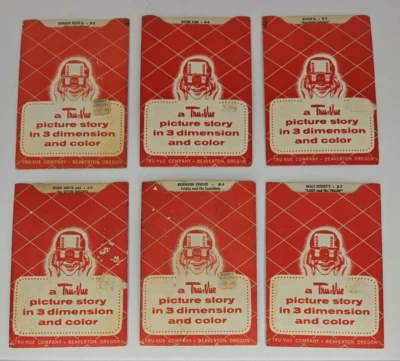 a Tru-Vue
picture story
in 3 dimension
and color
TRU-VUE COMPANY • BEAVERTON, OREGON
a Tru-Vue
picture story
in 3 dimension
and color
TRU-VUE COMPANY • BEAVERTON, OREGON
a Tru-Vue
picture story
in 3 dimension
and color
TRU-VUE COMPANY • BEAVERTON, OREGON
a Tru-Vue
picture story
in 3 dimension
and color
TRU-VUE COMPANY • BEAVERTON, OREGON
ROBINSON CRUSOE
a Tru-Vue
picture story
in 3 dimension
and color
TRU-VUE COMPANY • BEAVERTON, OREGON
WALT DISNEY'S
"LADY and the TRAMP"
a Tru-Vue
picture story
in 3 dimension
and color
TRU-VUE COMPANY • BEAVERTON, OREGON